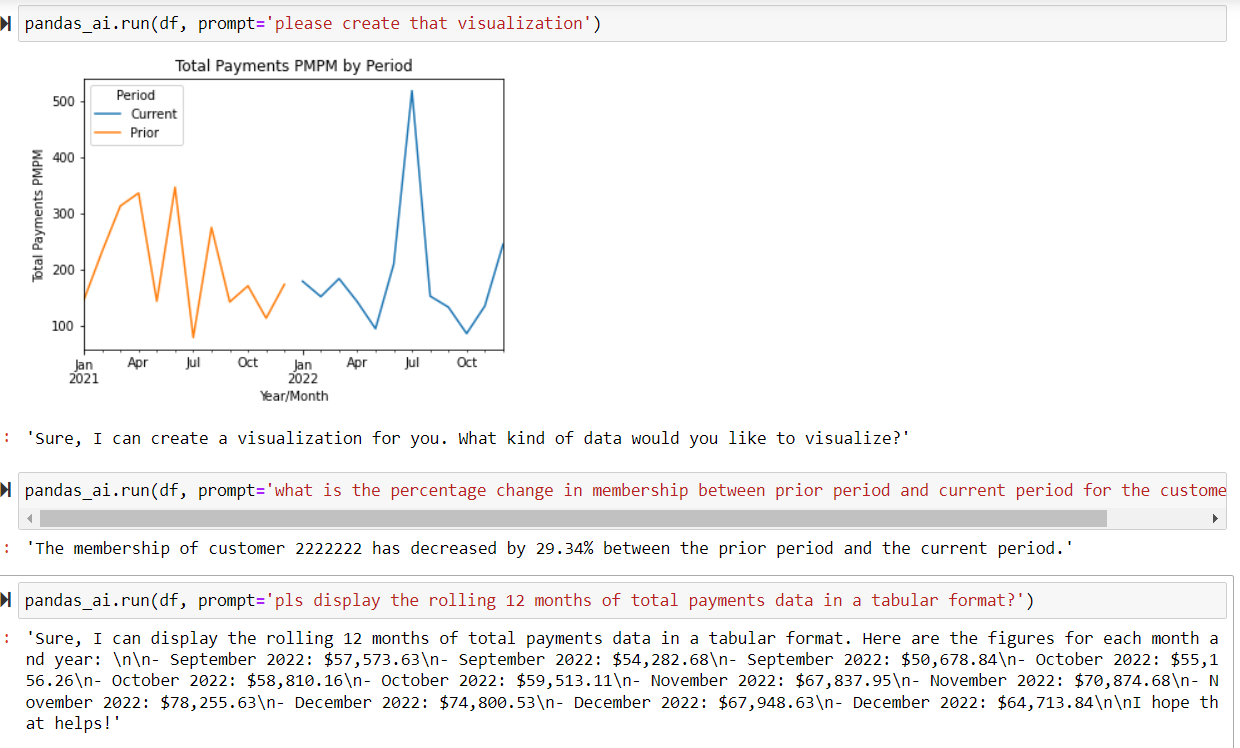 pandas_ai.run(df, prompt='please create that visualization')
Total Payments PMPM by Period
Period
Current
Prior
500
400
300
200
100
Total Payments PMPM
Jan Apr Jul Oct Jan Apr Jul Oct
2021 2022
Year/Month
: 'Sure, I can create a visualization for you. What kind of data would you like to visualize?'
pandas_ai.run(df, prompt='what is the percentage change in membership between prior period and current period for the custome
: 'The membership of customer 2222222 has decreased by 29.34% between the prior period and the current period.'
pandas_ai.run(df, prompt='pls display the rolling 12 months of total payments data in a tabular format?')
: 'Sure, I can display the rolling 12 months of total payments data in a tabular format. Here are the figures for each month a
nd year: \n\n- September 2022: $57,573.63\n- September 2022: $54,282.68\n- September 2022: $50,678.84\n- October 2022: $55,1
56.26\n- October 2022: $58,810.16\n- October 2022: $59,513.11\n- November 2022: $67,837.95\n- November 2022: $70,874.68\n- N
ovember 2022: $78,255.63\n- December 2022: $74,800.53\n- December 2022: $67,948.63\n- December 2022: $64,713.84\n\nI hope th
at helps!'